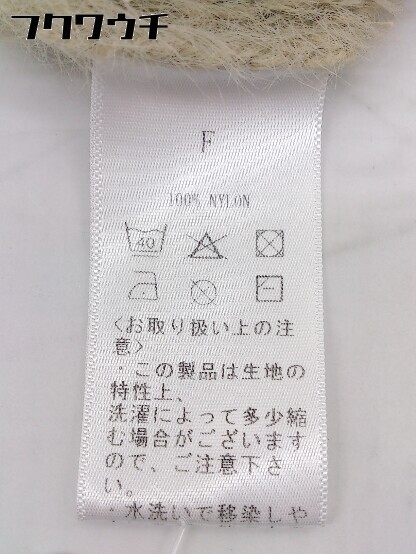 フクワウチ
F
100% NYLON
40
<お取り扱い上の注
意>
・この製品は生地の
特性上、
洗濯によって多少縮
む場合がございます
ので、ご注意下さ
い。
・水洗いで移染しや